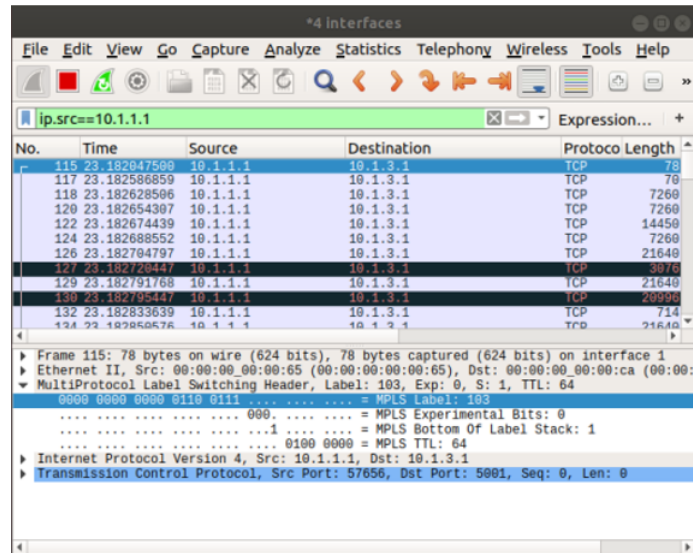 *4 interfaces
File Edit View Go Capture Analyze Statistics Telephony Wireless Tools Help
»
ip.src==10.1.1.1 Expression... +
No. Time Source Destination Protoco Length
115 23.182047500 10.1.1.1 10.1.3.1 TCP 78
117 23.182586859 10.1.1.1 10.1.3.1 TCP 70
118 23.182628506 10.1.1.1 10.1.3.1 TCP 7260
120 23.182654307 10.1.1.1 10.1.3.1 TCP 7260
122 23.182674439 10.1.1.1 10.1.3.1 TCP 14450
124 23.182688552 10.1.1.1 10.1.3.1 TCP 7260
126 23.182704797 10.1.1.1 10.1.3.1 TCP 21640
127 23.182720447 10.1.1.1 10.1.3.1 TCP 3076
129 23.182791768 10.1.1.1 10.1.3.1 TCP 21640
130 23.182795447 10.1.1.1 10.1.3.1 TCP 20996
132 23.182833639 10.1.1.1 10.1.3.1 TCP 714
134 23.182850576 10.1.1.1 10.1.3.1 TCP 21640
Frame 115: 78 bytes on wire (624 bits), 78 bytes captured (624 bits) on interface 1
Ethernet II, Src: 00:00:00_00:00:65 (00:00:00:00:00:65), Dst: 00:00:00_00:00:ca (00:00:
MultiProtocol Label Switching Header, Label: 103, Exp: 0, S: 1, TTL: 64
0000 0000 0000 0110 0111 .... .... .... = MPLS Label: 103
.... .... .... .... .... 000. .... .... = MPLS Experimental Bits: 0
.... .... .... .... .... ...1 .... .... = MPLS Bottom Of Label Stack: 1
.... .... .... .... .... .... 0100 0000 = MPLS TTL: 64
Internet Protocol Version 4, Src: 10.1.1.1, Dst: 10.1.3.1
Transmission Control Protocol, Src Port: 57656, Dst Port: 5001, Seq: 0, Len: 0